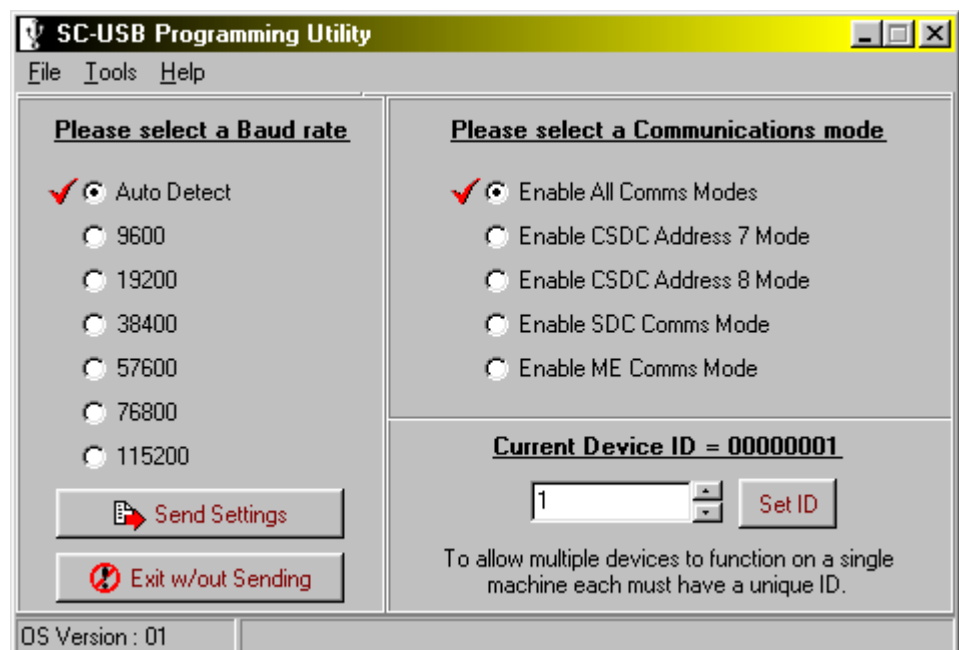 SC-USB Programming Utility
File Tools Help
Please select a Baud rate
Auto Detect
9600
19200
38400
57600
76800
115200
Send Settings
Exit w/out Sending
Please select a Communications mode
Enable All Comms Modes
Enable CSDC Address 7 Mode
Enable CSDC Address 8 Mode
Enable SDC Comms Mode
Enable ME Comms Mode
Current Device ID = 00000001
1
Set ID
To allow multiple devices to function on a single
machine each must have a unique ID.
OS Version : 01